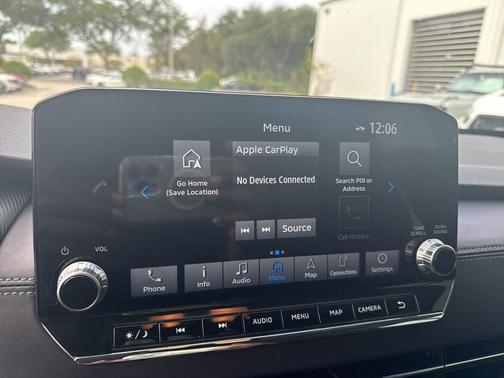 Menu
12:06
Apple CarPlay
Go Home
(Save Location)
No Devices Connected
Search POI or
Address
Source
Call History
VOL
TUNE
SCROLL
PUSH
SOUND
Phone
Info
Audio
Menu
Map
Connections
Settings
AUDIO
MENU
MAP
CAMERA